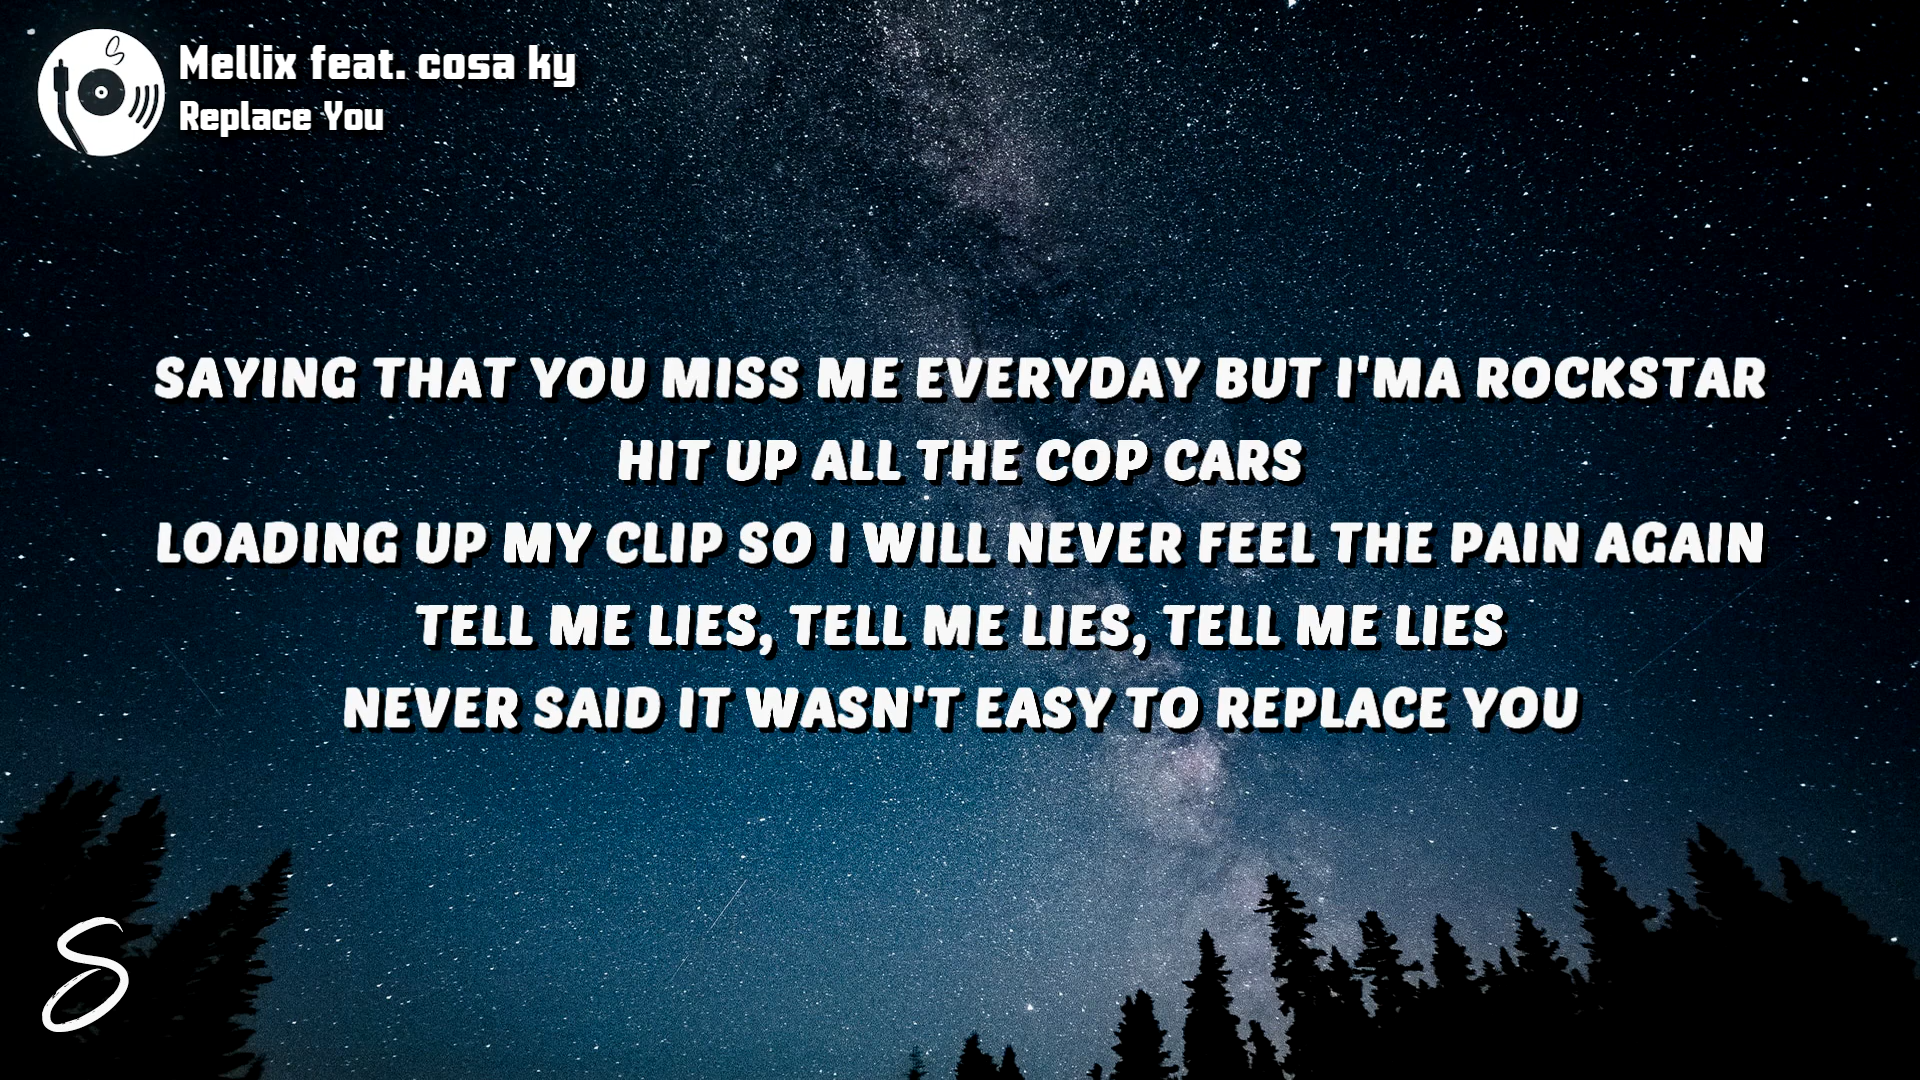 Mellix feat. cosa ky
Replace You
SAYING THAT YOU MISS ME EVERYDAY BUT I'MA ROCKSTAR
HIT UP ALL THE COP CARS
LOADING UP MY CLIP SO I WILL NEVER FEEL THE PAIN AGAIN
TELL ME LIES, TELL ME LIES, TELL ME LIES
NEVER SAID IT WASN'T EASY TO REPLACE YOU
S